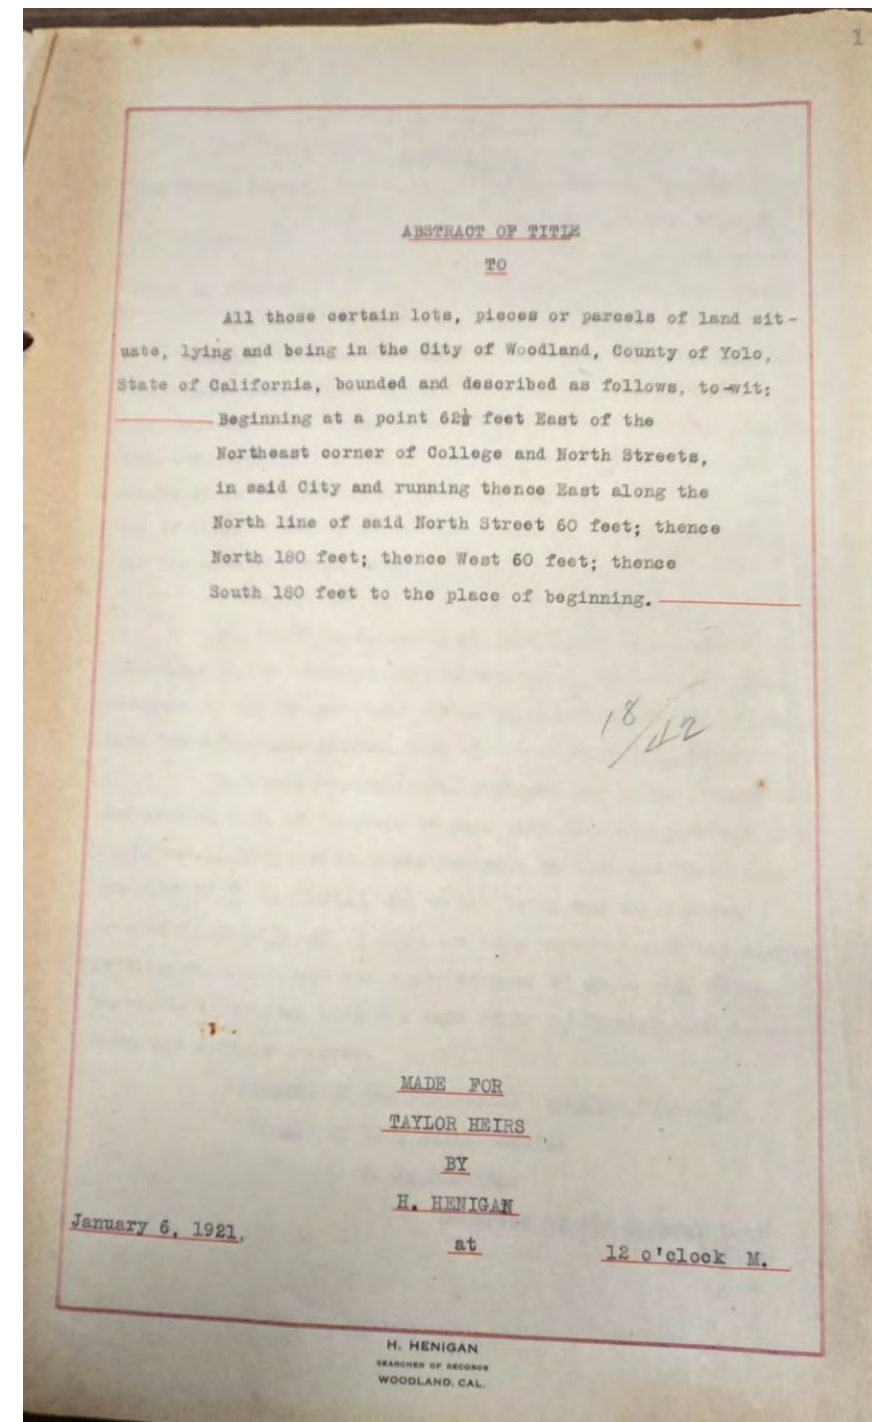 1
ABSTRACT OF TITLE
TO
All those certain lots, pieces or parcels of land sit-
uate, lying and being in the City of Woodland, County of Yolo,
State of California, bounded and described as follows, to-wit:
Beginning at a point 62½ feet East of the
Northeast corner of College and North Streets,
in said City and running thence East along the
North line of said North Street 60 feet; thence
North 180 feet; thence West 60 feet; thence
South 180 feet to the place of beginning.
18/42
MADE FOR
TAYLOR HEIRS
BY
H. HENIGAN
January 6, 1921, at 12 o'clock M.
H. HENIGAN
SEARCHER OF RECORDS
WOODLAND, CAL.